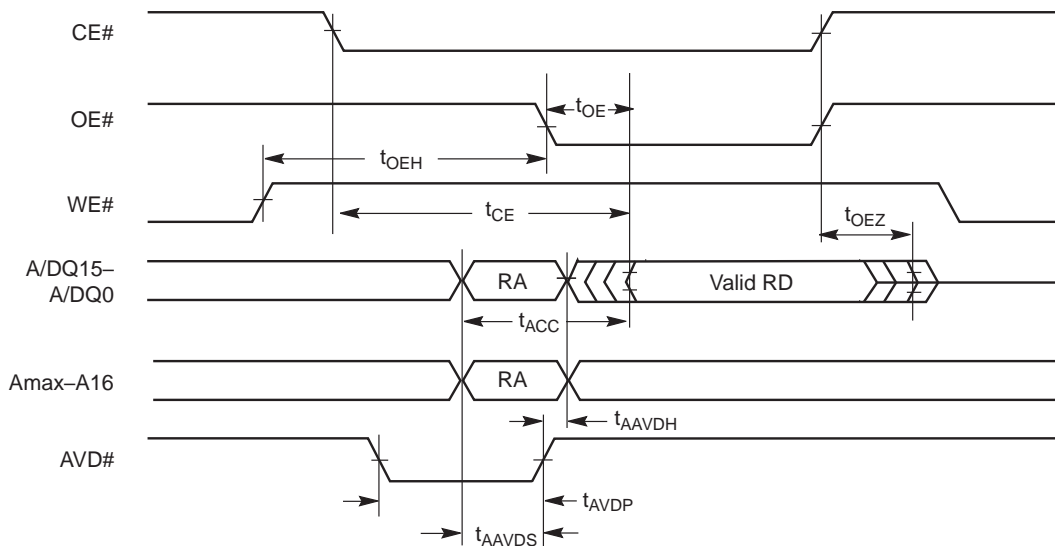 CE#
OE#
tOE
tOEH
WE#
tCE
tOEZ
A/DQ15–
A/DQ0
RA
Valid RD
tACC
Amax–A16
RA
tAAVDH
AVD#
tAVDP
tAAVDS